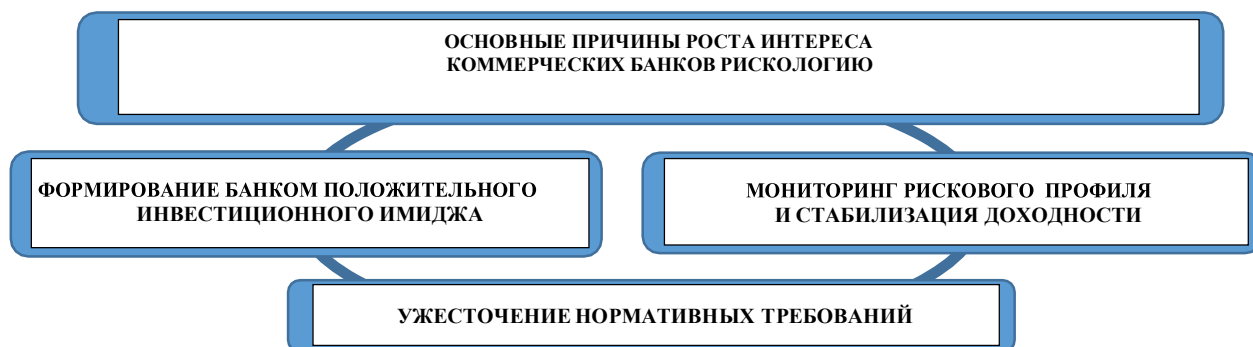 ОСНОВНЫЕ ПРИЧИНЫ РОСТА ИНТЕРЕСА
КОММЕРЧЕСКИХ БАНКОВ РИСКОЛОГИЮ
ФОРМИРОВАНИЕ БАНКОМ ПОЛОЖИТЕЛЬНОГО
ИНВЕСТИЦИОННОГО ИМИДЖА
МОНИТОРИНГ РИСКОВОГО ПРОФИЛЯ
И СТАБИЛИЗАЦИЯ ДОХОДНОСТИ
УЖЕСТОЧЕНИЕ НОРМАТИВНЫХ ТРЕБОВАНИЙ